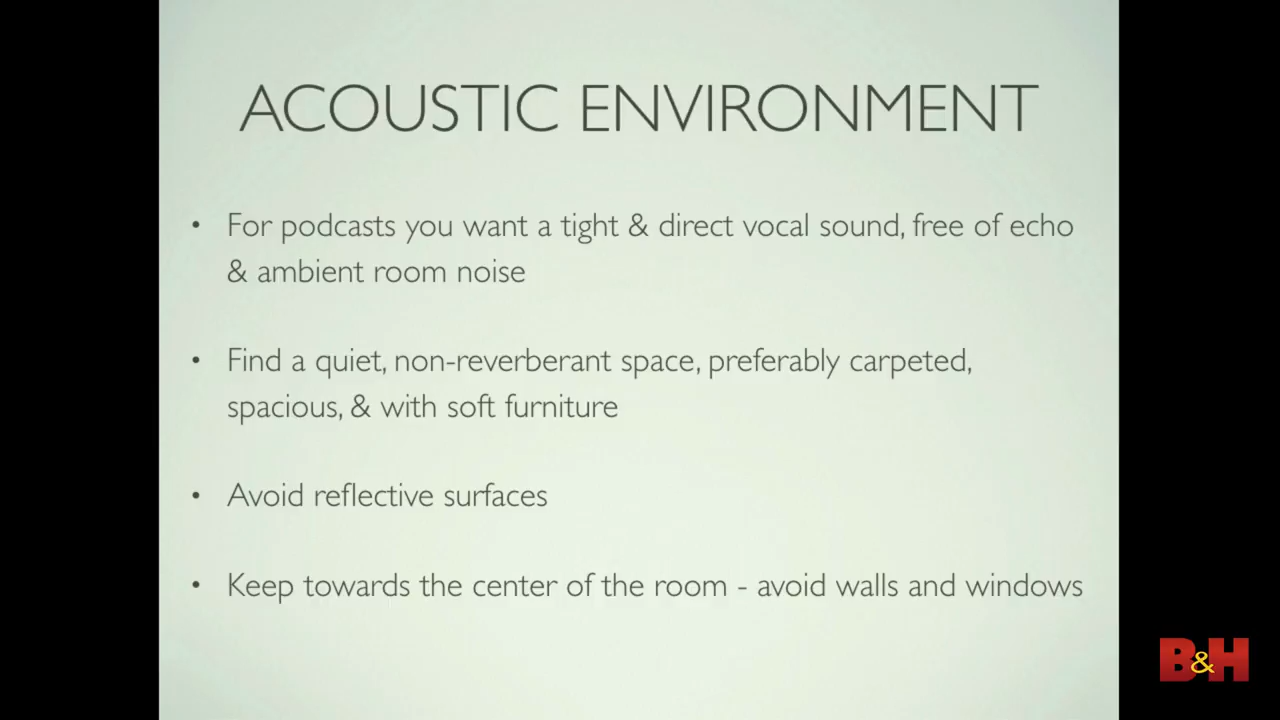 ACOUSTIC ENVIRONMENT
• For podcasts you want a tight & direct vocal sound, free of echo
& ambient room noise
• Find a quiet, non-reverberant space, preferably carpeted,
spacious, & with soft furniture
• Avoid reflective surfaces
• Keep towards the center of the room - avoid walls and windows
B&H